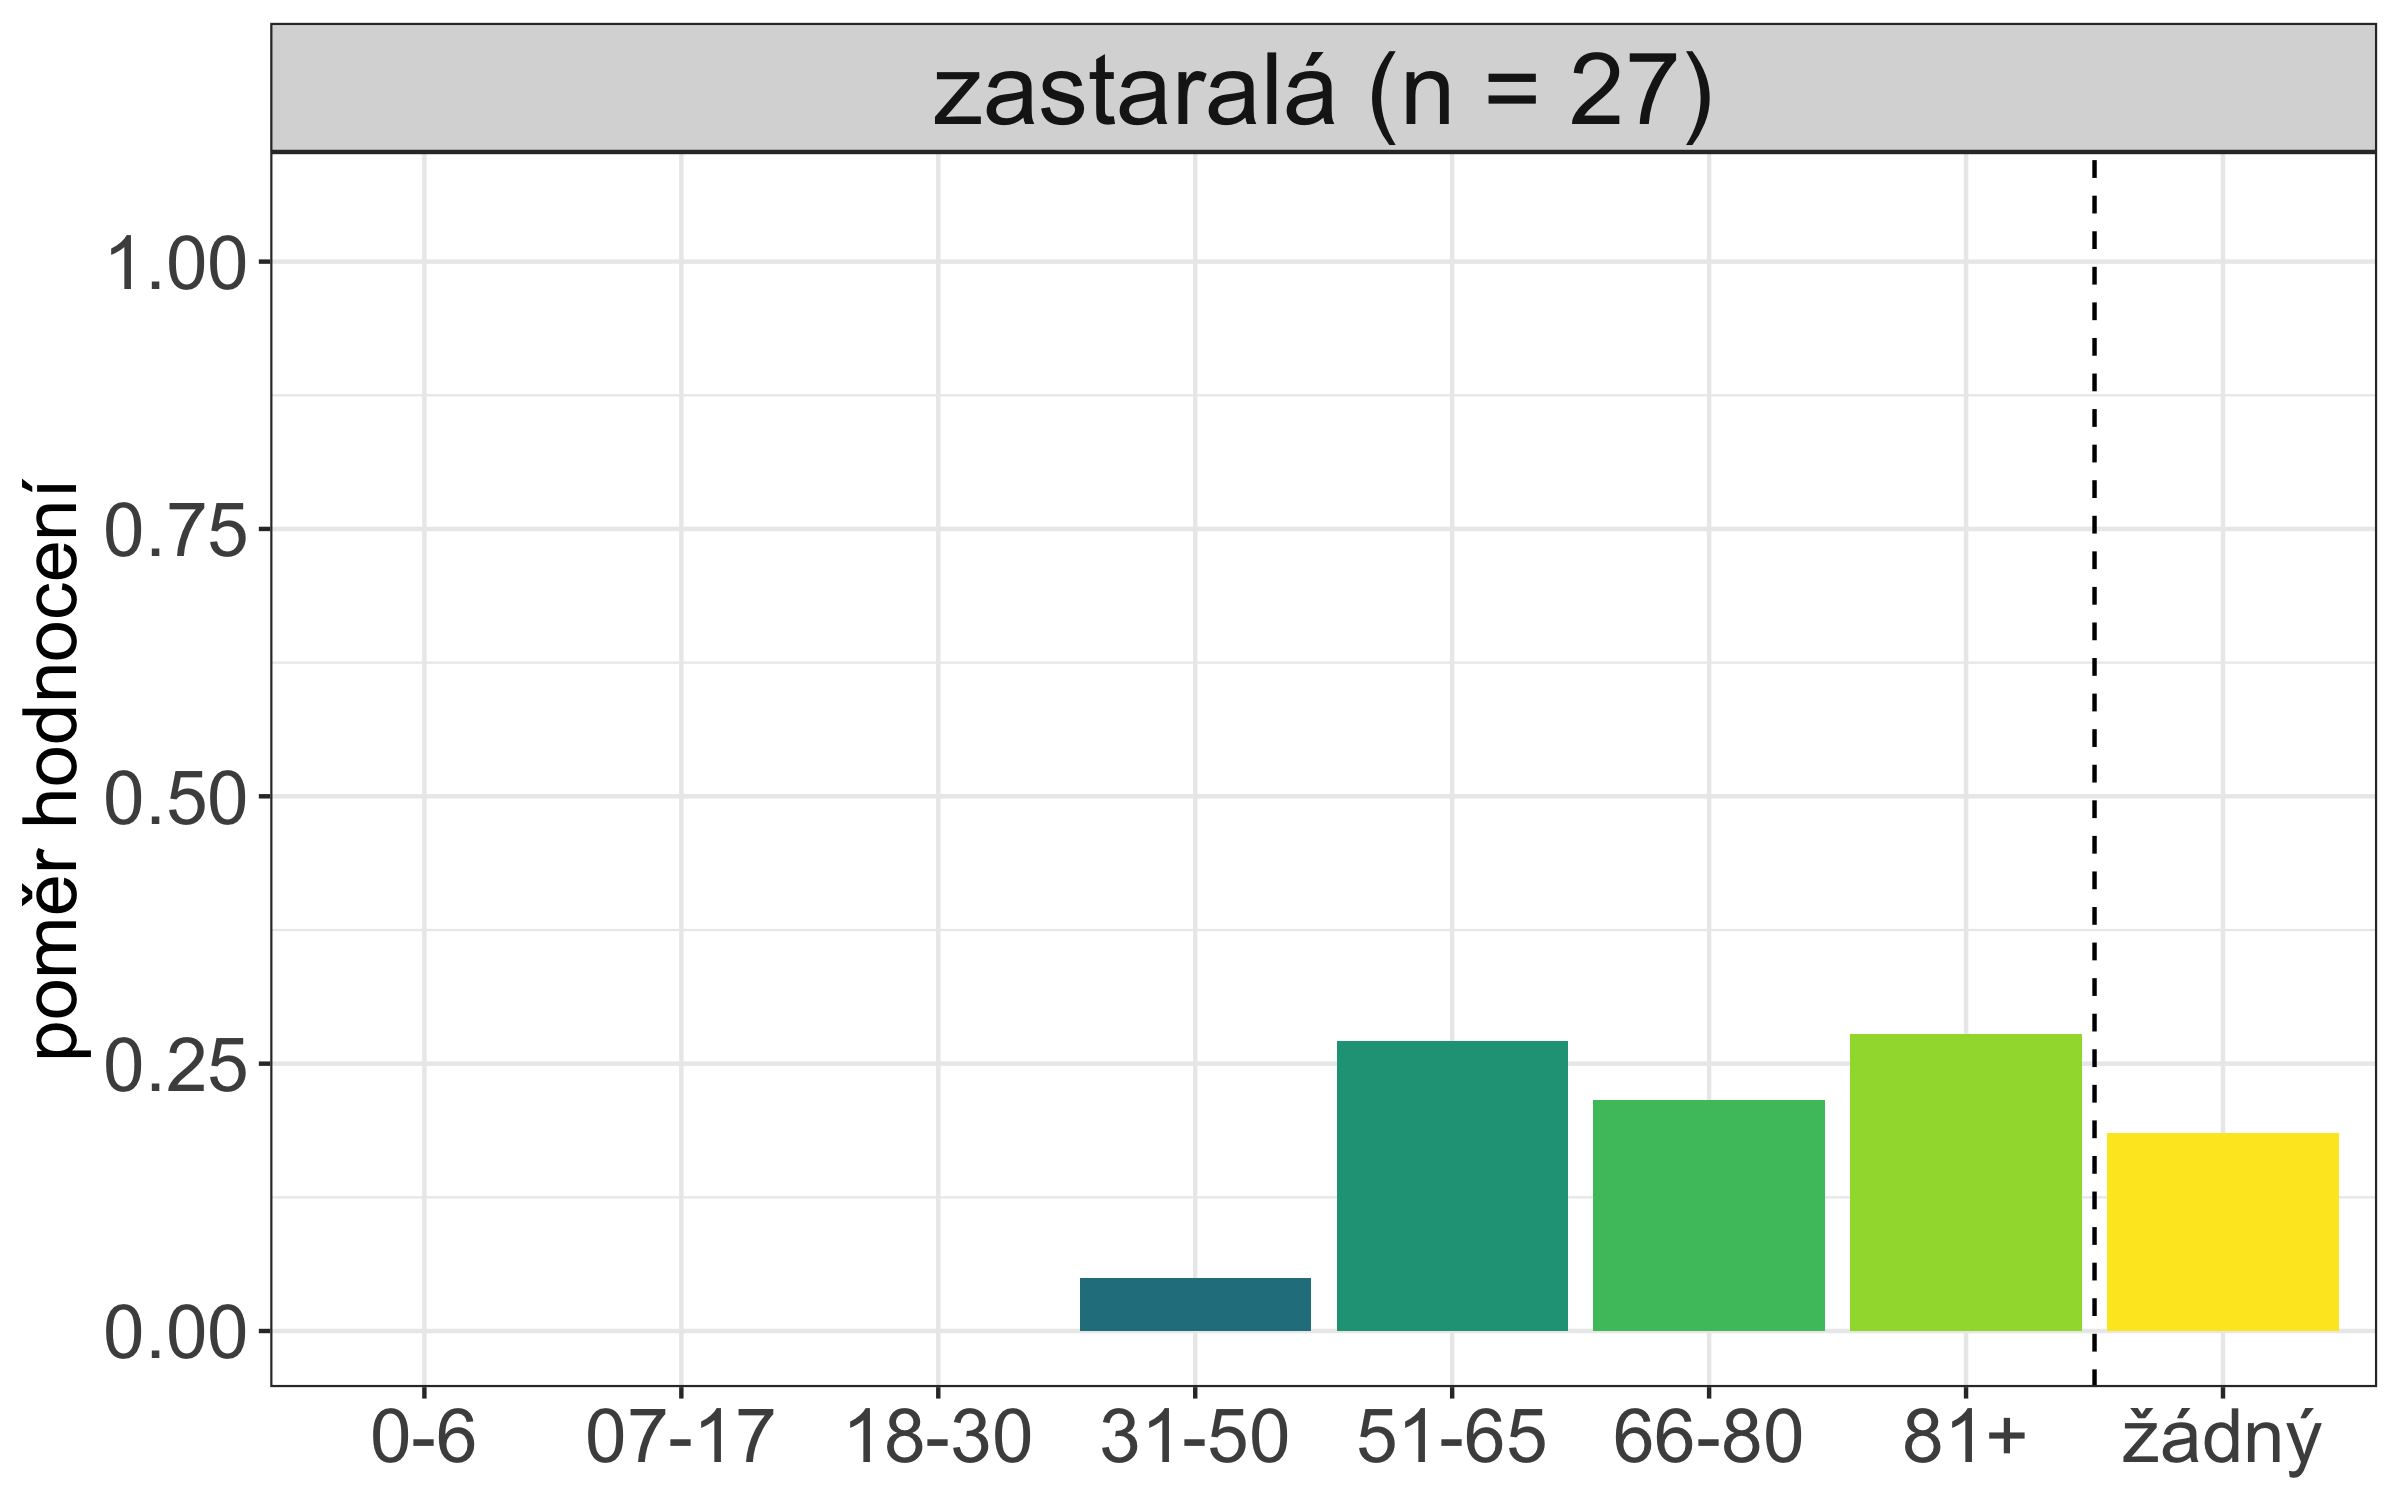 zastaralá (n = 27)
poměr hodnocení
1.00
0.75
0.50
0.25
0.00
0-6 07-17 18-30 31-50 51-65 66-80 81+ žádný